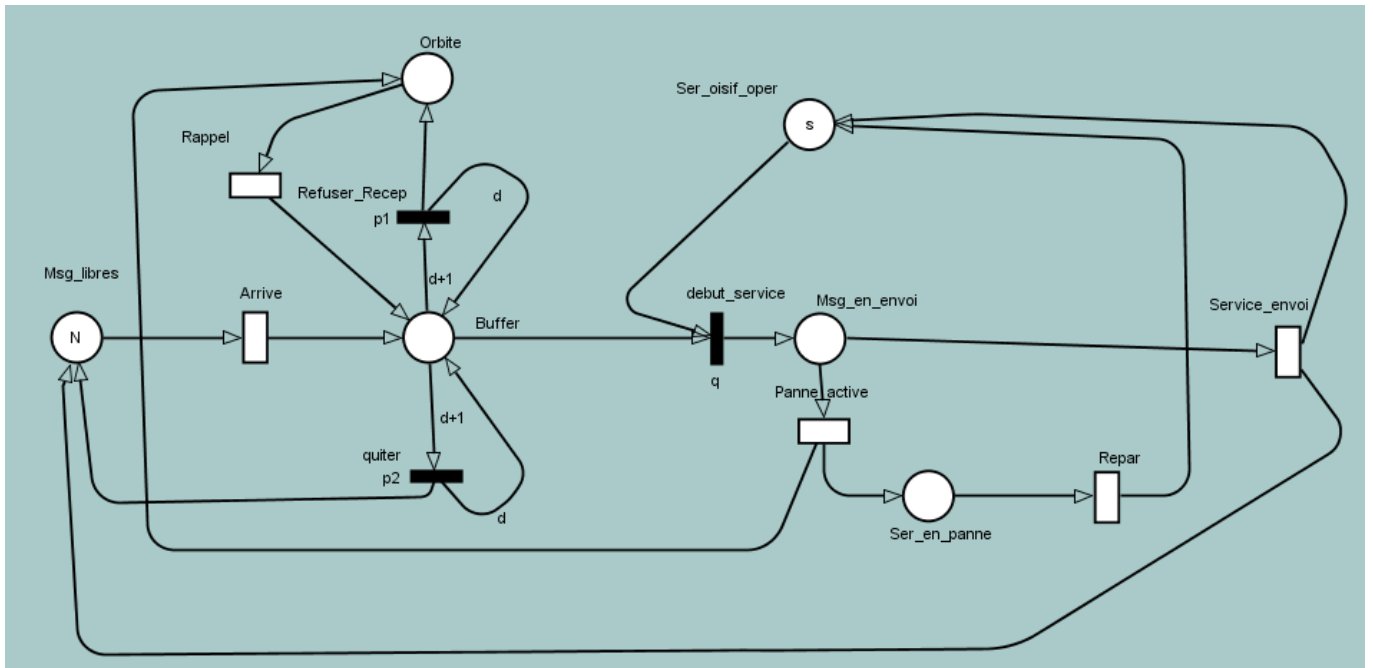 Orbite
Ser_oisif_oper
s
Rappel
Refuser_Recep
p1
d
d+1
Msg_libres
N
Arrive
Buffer
debut_service
q
Msg_en_envoi
Service_envoi
Panne_active
d+1
quiter
p2
d
Repar
Ser_en_panne